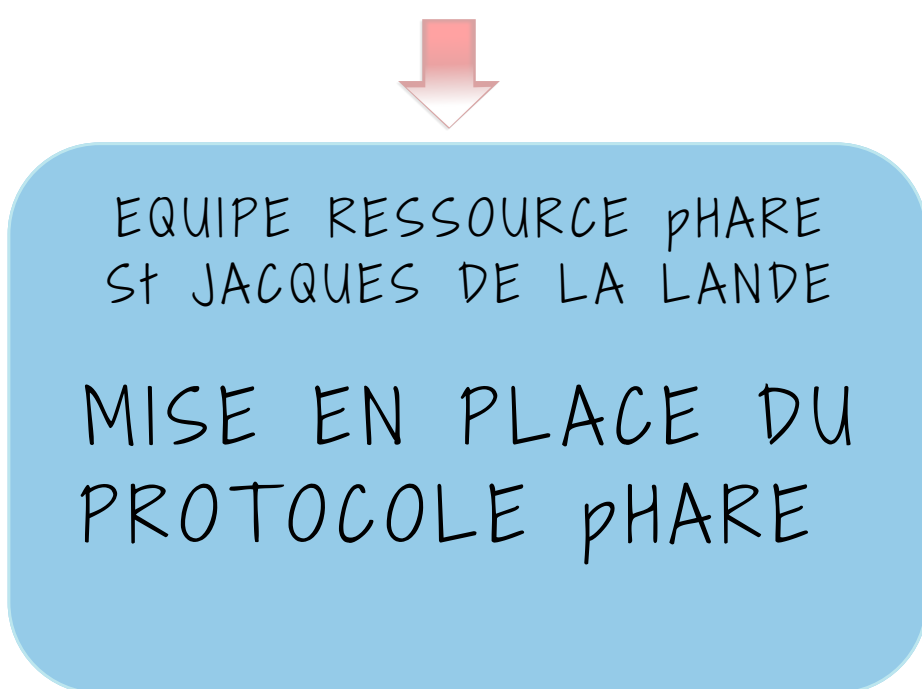 EQUIPE RESSOURCE pHARE
St JACQUES DE LA LANDE
MISE EN PLACE DU
PROTOCOLE pHARE